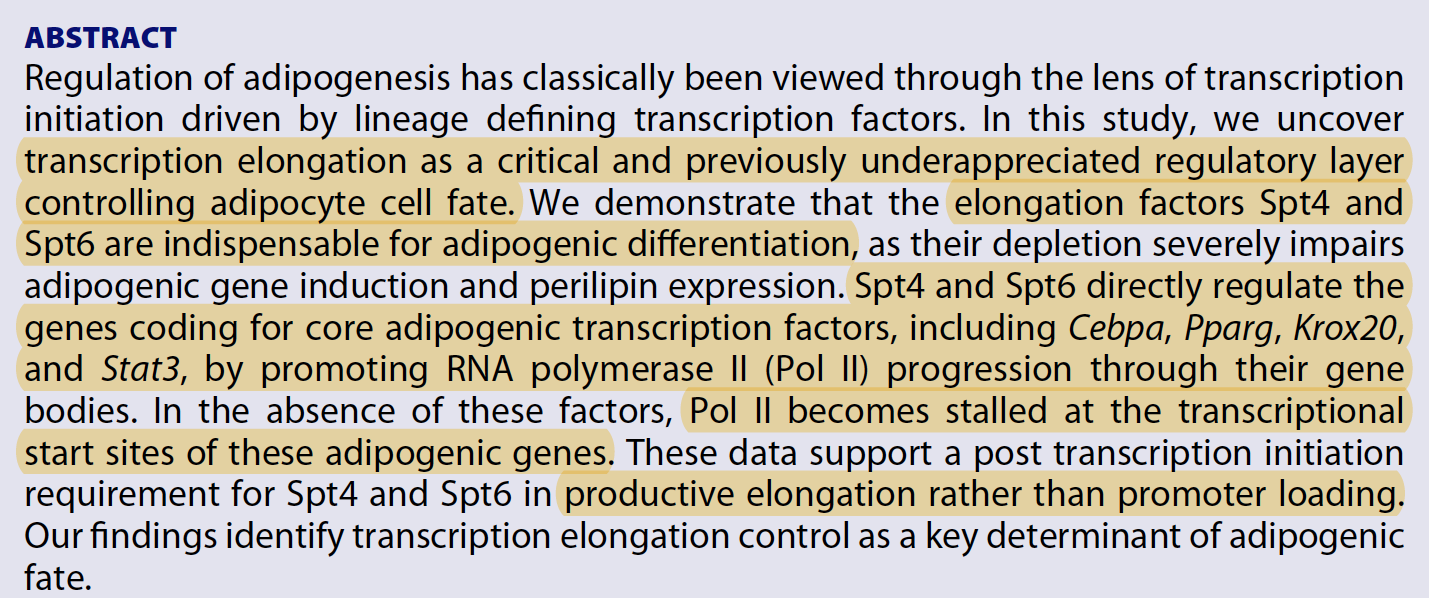 ABSTRACT
Regulation of adipogenesis has classically been viewed through the lens of transcription
initiation driven by lineage defining transcription factors. In this study, we uncover
transcription elongation as a critical and previously underappreciated regulatory layer
controlling adipocyte cell fate. We demonstrate that the elongation factors Spt4 and
Spt6 are indispensable for adipogenic differentiation, as their depletion severely impairs
adipogenic gene induction and perilipin expression. Spt4 and Spt6 directly regulate the
genes coding for core adipogenic transcription factors, including Cebpa, Pparg, Krox20,
and Stat3, by promoting RNA polymerase II (Pol II) progression through their gene
bodies. In the absence of these factors, Pol II becomes stalled at the transcriptional
start sites of these adipogenic genes. These data support a post transcription initiation
requirement for Spt4 and Spt6 in productive elongation rather than promoter loading.
Our findings identify transcription elongation control as a key determinant of adipogenic
fate.